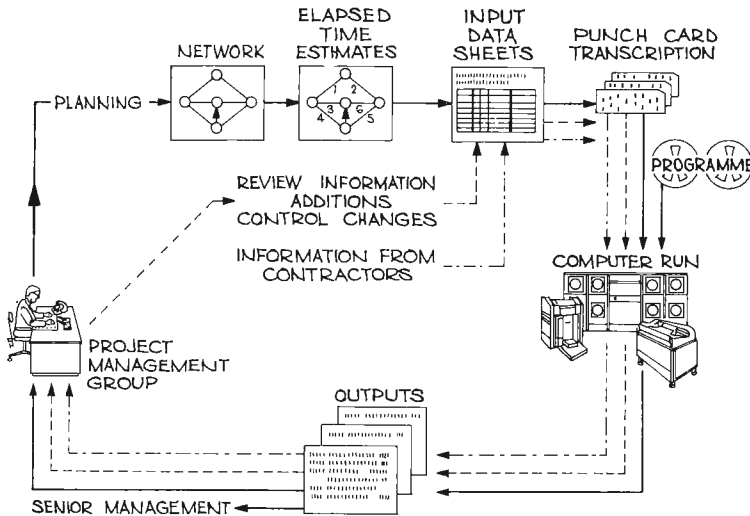 ELAPSED
TIME
ESTIMATES
INPUT
DATA
SHEETS
PUNCH CARD
TRANSCRIPTION
NETWORK
PLANNING
1 2
3 6
4 5
PROGRAMME
REVIEW INFORMATION
ADDITIONS
CONTROL CHANGES
INFORMATION FROM
CONTRACTORS
COMPUTER RUN
PROJECT
MANAGEMENT
GROUP
OUTPUTS
SENIOR MANAGEMENT